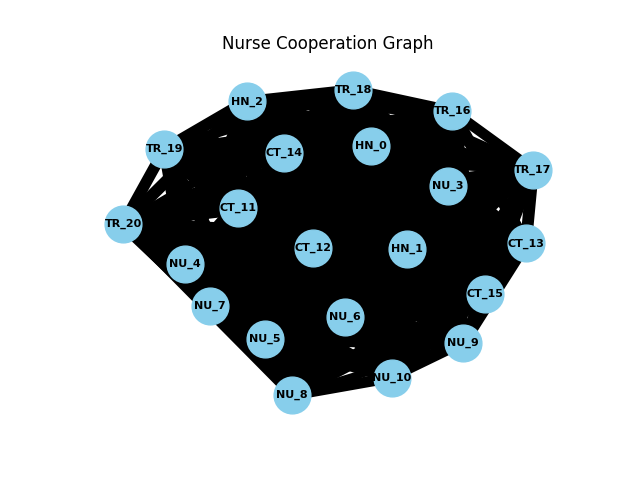 Nurse Cooperation Graph
TR_18
HN_2
TR_16
HN_0
TR_19
CT_14
TR_17
NU_3
CT_11
TR_20
CT_13
CT_12
HN_1
NU_4
CT_15
NU_7
NU_6
NU_5
NU_9
NU_10
NU_8